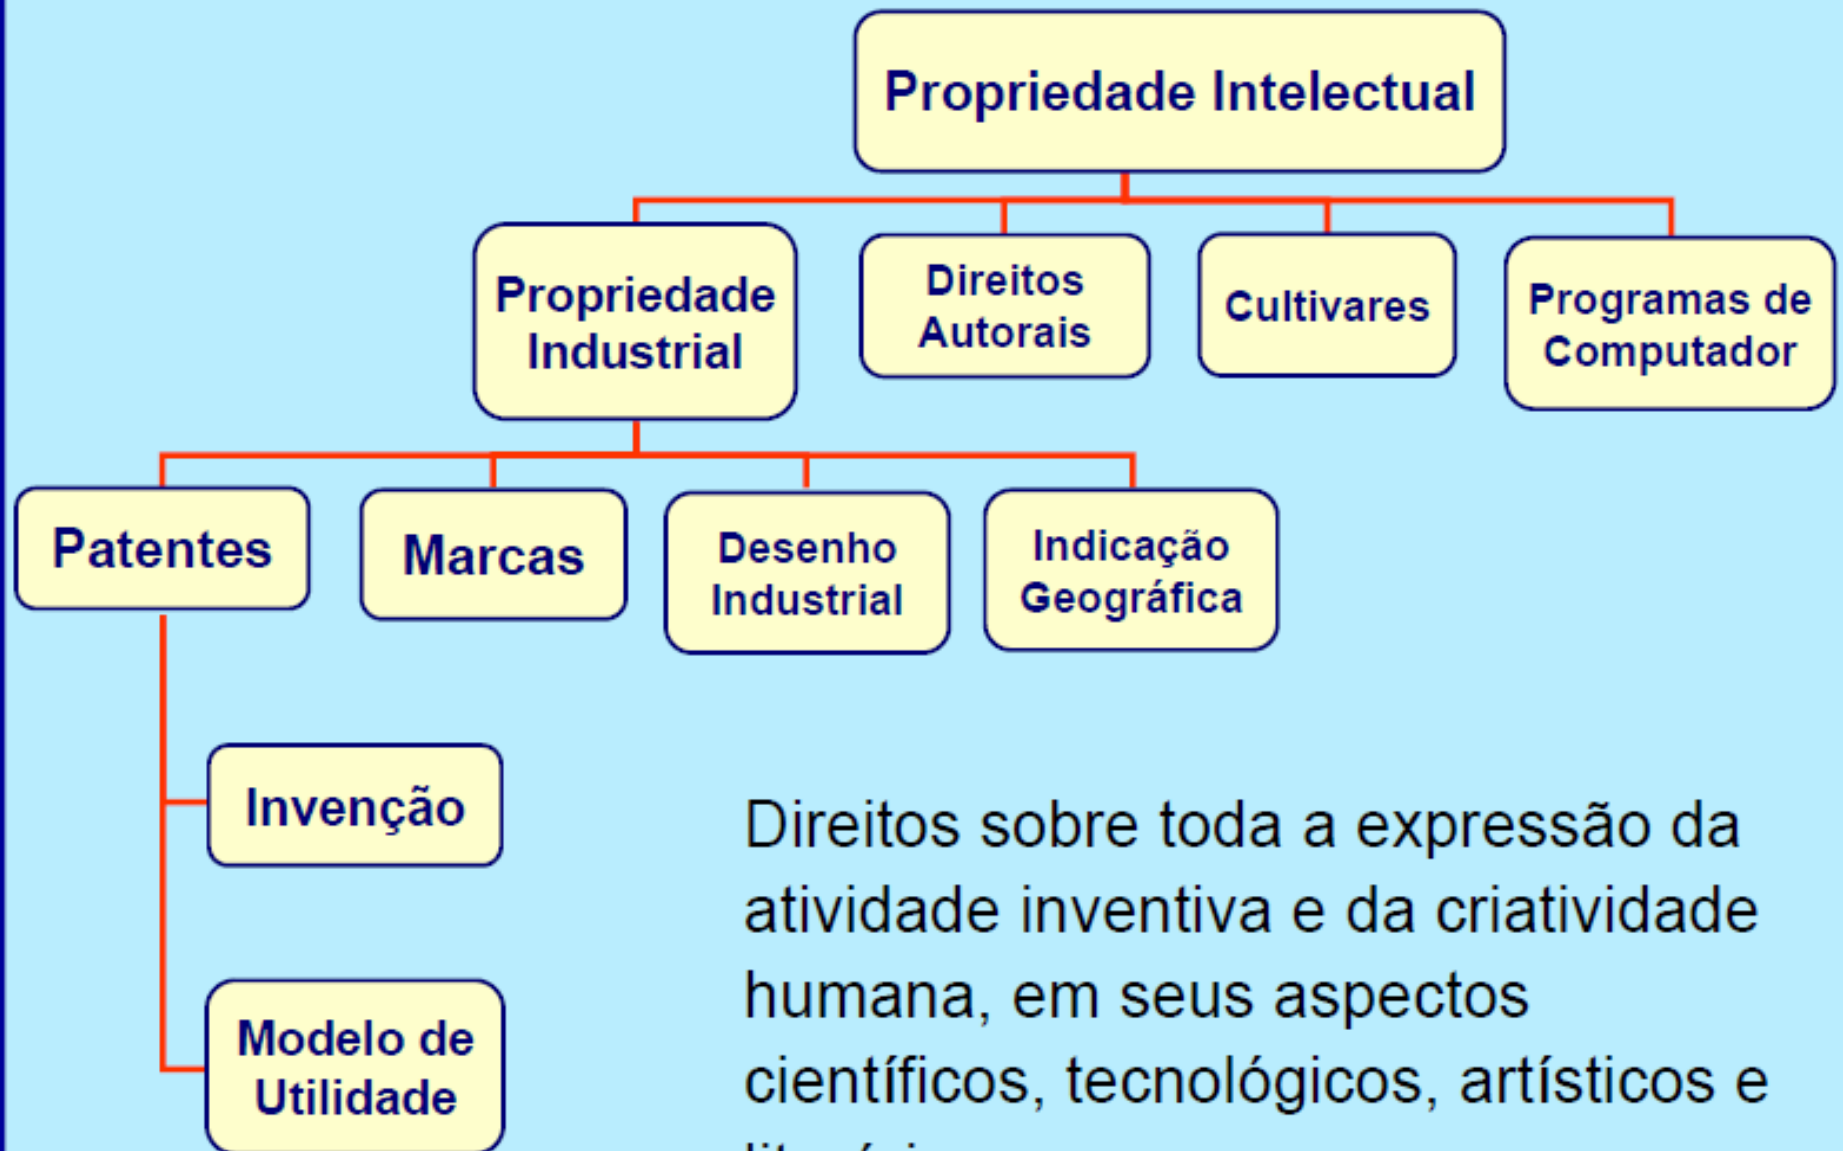 Propriedade Intelectual
Propriedade
Industrial
Direitos
Autorais
Cultivares
Programas de
Computador
Patentes
Marcas
Desenho
Industrial
Indicação
Geográfica
Invenção
Modelo de
Utilidade
Direitos sobre toda a expressão da
atividade inventiva e da criatividade
humana, em seus aspectos
científicos, tecnológicos, artísticos e